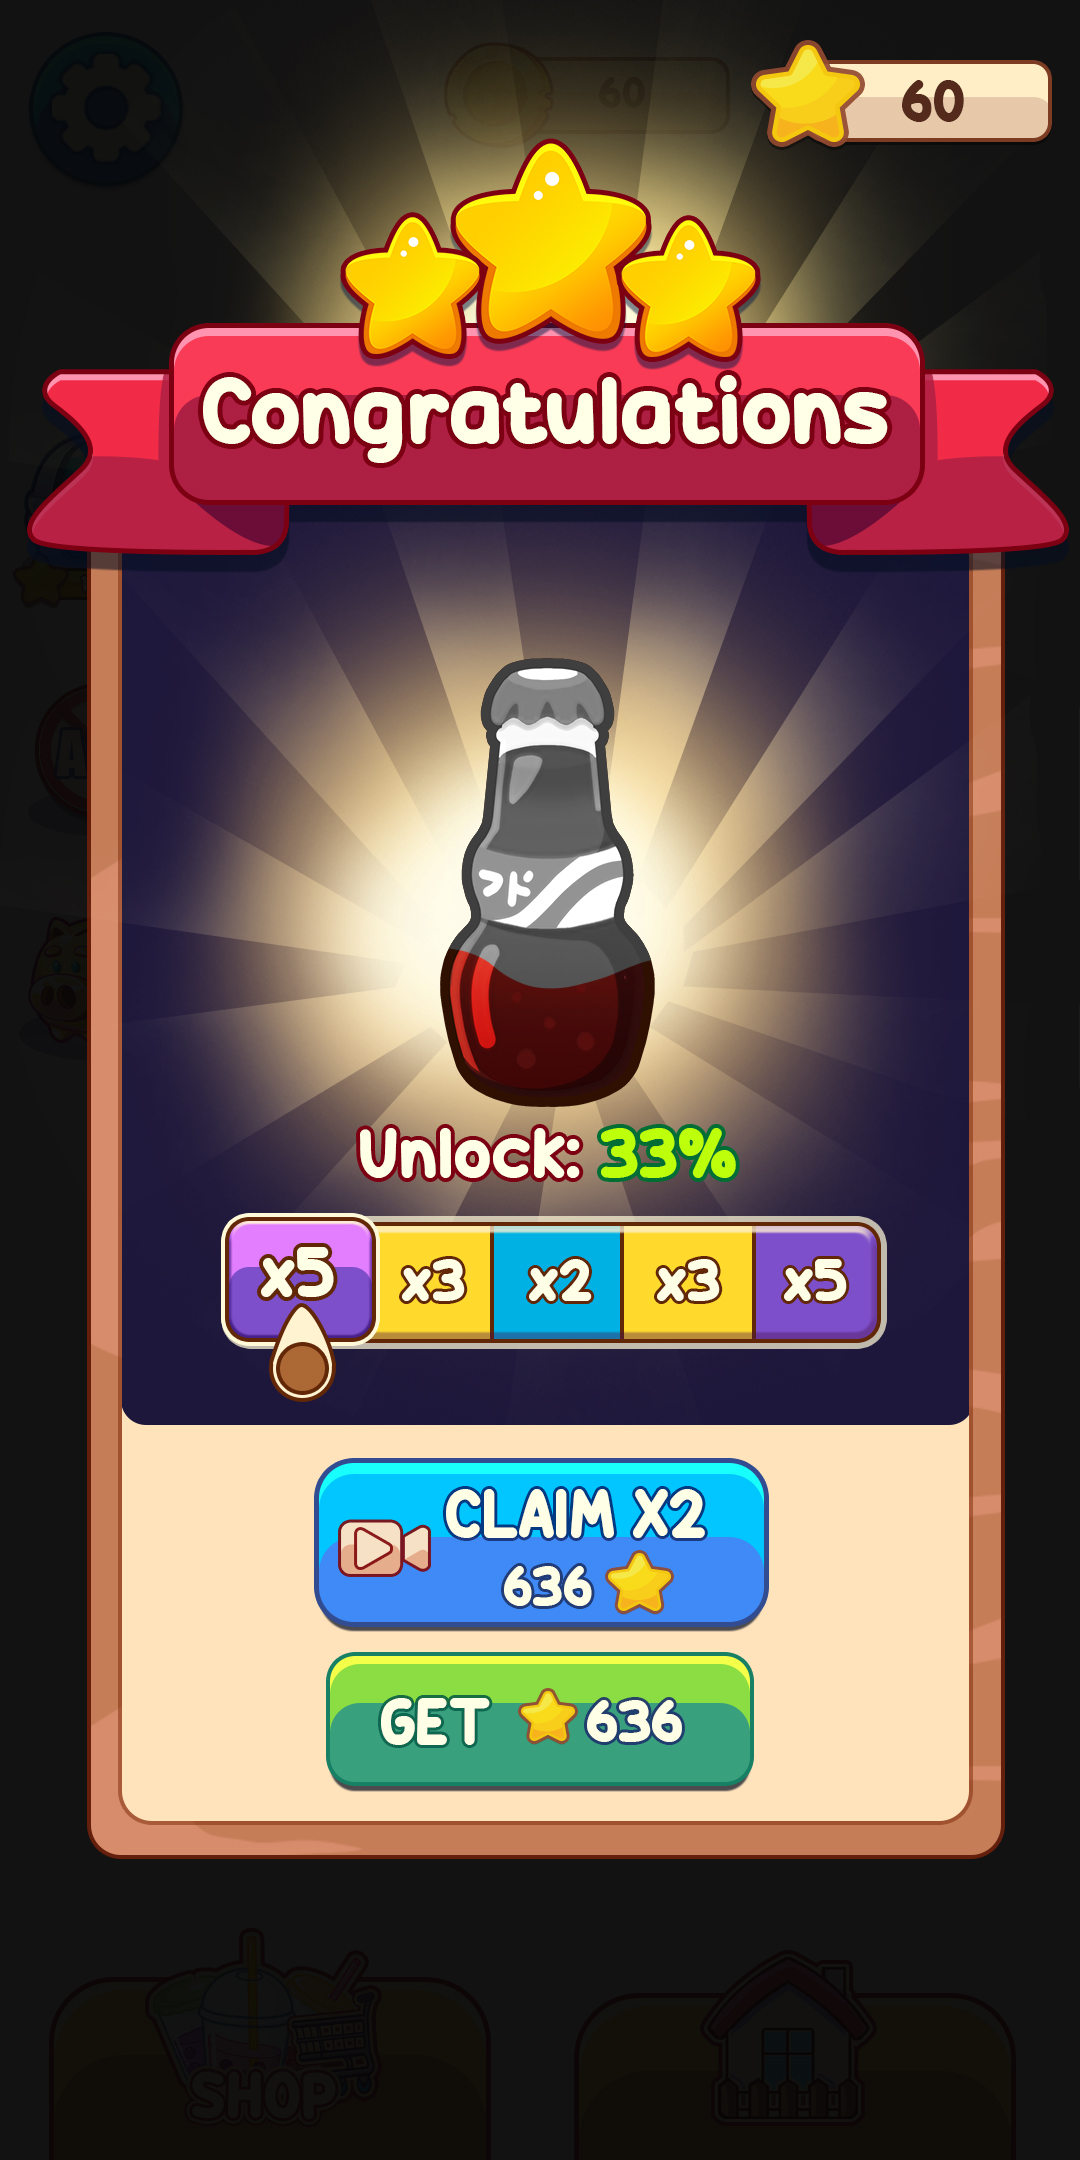 60
60
Congratulations
フド
Unlock: 33%
x5 x3 x2 x3 x5
CLAIM X2
636
GET 636
SHOP